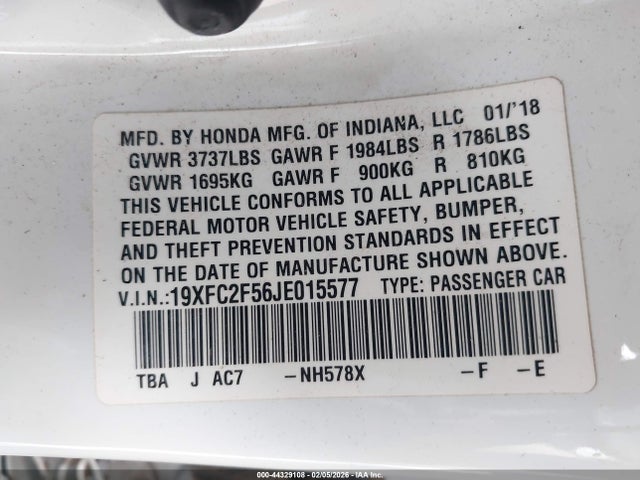 MFD. BY HONDA MFG. OF INDIANA, LLC 01/'18
GVWR 3737LBS GAWR F 1984LBS R 1786LBS
GVWR 1695KG GAWR F 900KG R 810KG
THIS VEHICLE CONFORMS TO ALL APPLICABLE
FEDERAL MOTOR VEHICLE SAFETY, BUMPER,
AND THEFT PREVENTION STANDARDS IN EFFECT
ON THE DATE OF MANUFACTURE SHOWN ABOVE.
V.I.N.:19XFC2F56JE015577 TYPE: PASSENGER CAR
TBA J AC7 -NH578X -F -E
000-44329108 - 02/05/2026 - IAA Inc.